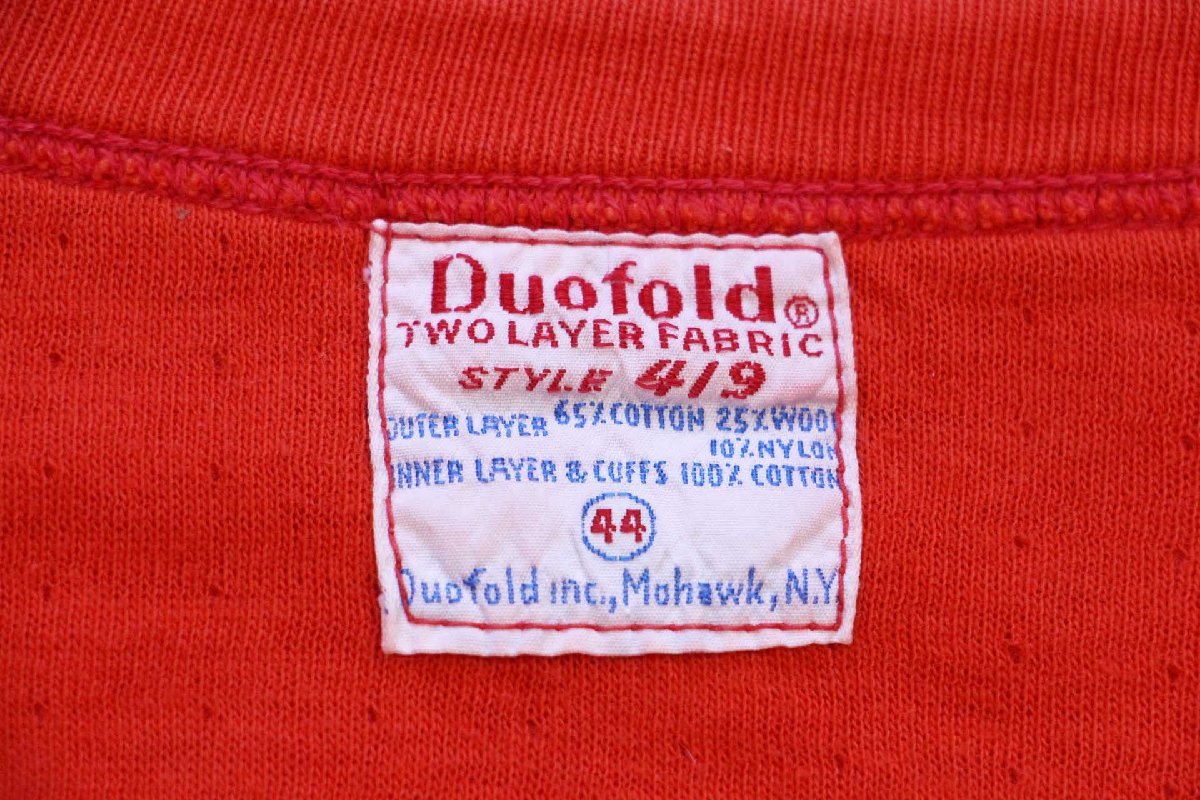 Duofold®
TWO LAYER FABRIC
STYLE 419
OUTER LAYER 65% COTTON 25% WOOL
10% NYLON
INNER LAYER & CUFFS 100% COTTON
44
Duofold inc., Mohawk, N.Y.